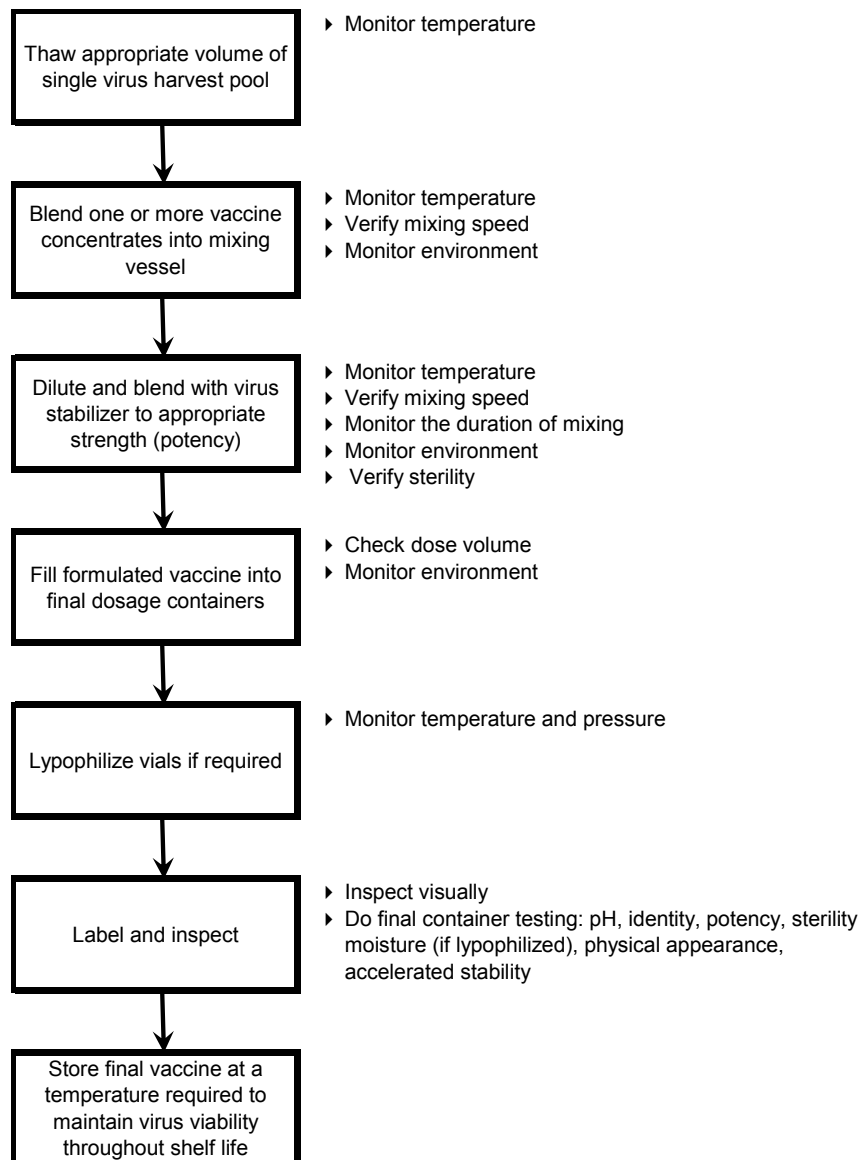 Thaw appropriate volume of
single virus harvest pool
‣ Monitor temperature
Blend one or more vaccine
concentrates into mixing
vessel
‣ Monitor temperature
‣ Verify mixing speed
‣ Monitor environment
Dilute and blend with virus
stabilizer to appropriate
strength (potency)
‣ Monitor temperature
‣ Verify mixing speed
‣ Monitor the duration of mixing
‣ Monitor environment
‣ Verify sterility
Fill formulated vaccine into
final dosage containers
‣ Check dose volume
‣ Monitor environment
Lypophilize vials if required
‣ Monitor temperature and pressure
Label and inspect
‣ Inspect visually
‣ Do final container testing: pH, identity, potency, sterility
moisture (if lypophilized), physical appearance,
accelerated stability
Store final vaccine at a
temperature required to
maintain virus viability
throughout shelf life